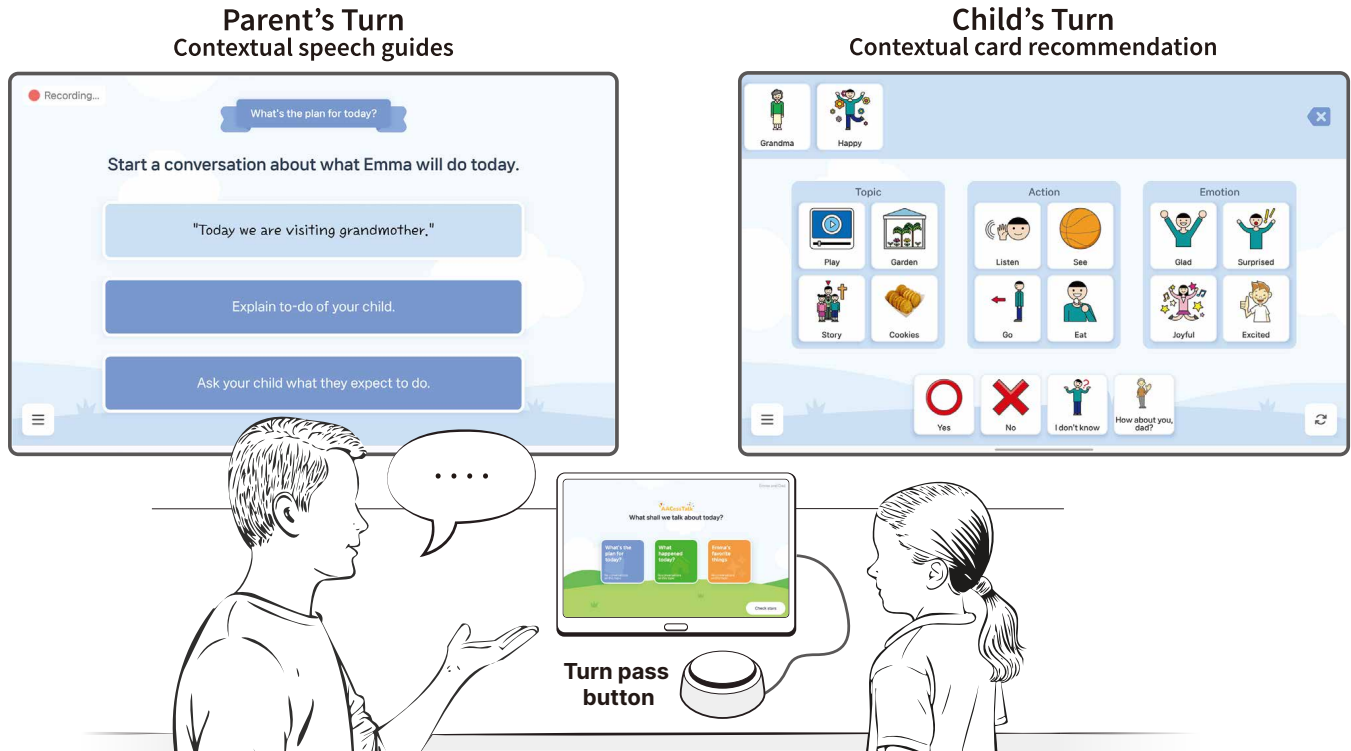 Parent's Turn
Contextual speech guides
Recording...
What's the plan for today?
Start a conversation about what Emma will do today.
"Today we are visiting grandmother."
Explain to-do of your child.
Ask your child what they expect to do.
Child's Turn
Contextual card recommendation
Grandma
Happy
Topic
Action
Emotion
Play
Garden
Listen
See
Glad
Surprised
Story
Cookies
Go
Eat
Joyful
Excited
Yes
No
I don't know
How about you,
dad?
....
AAcessTalk
What shall we talk about today?
What's the
plan for
today?
What
happened
today?
Emma's
favorite
things
Check stars
Turn pass
button